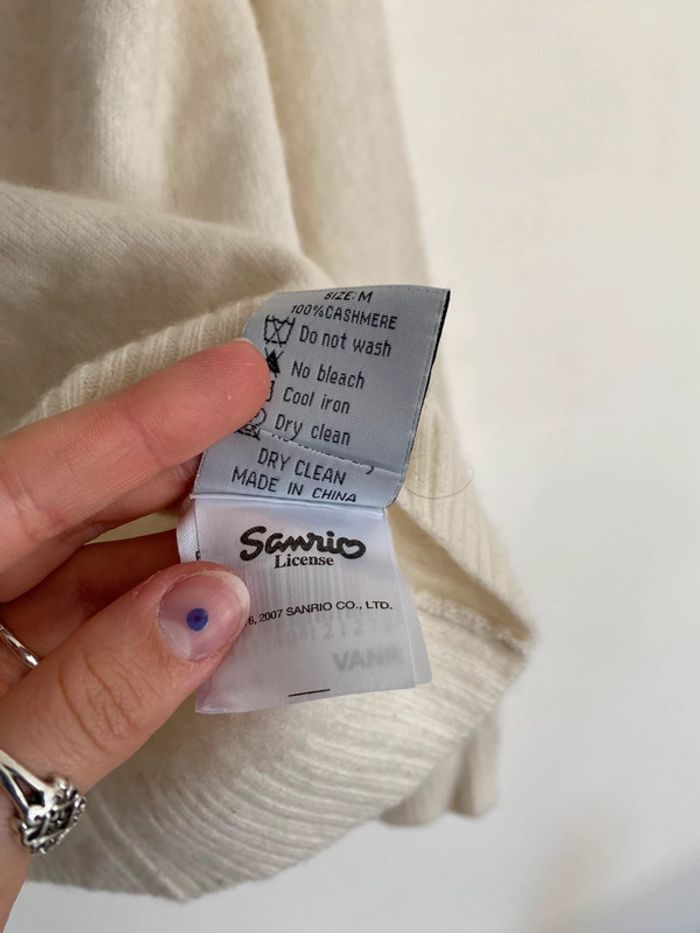 SIZE: M
100%CASHMERE
Do not wash
No bleach
Cool iron
Dry clean
DRY CLEAN
MADE IN CHINA
Sanrio
License
6, 2007 SANRIO CO., LTD.